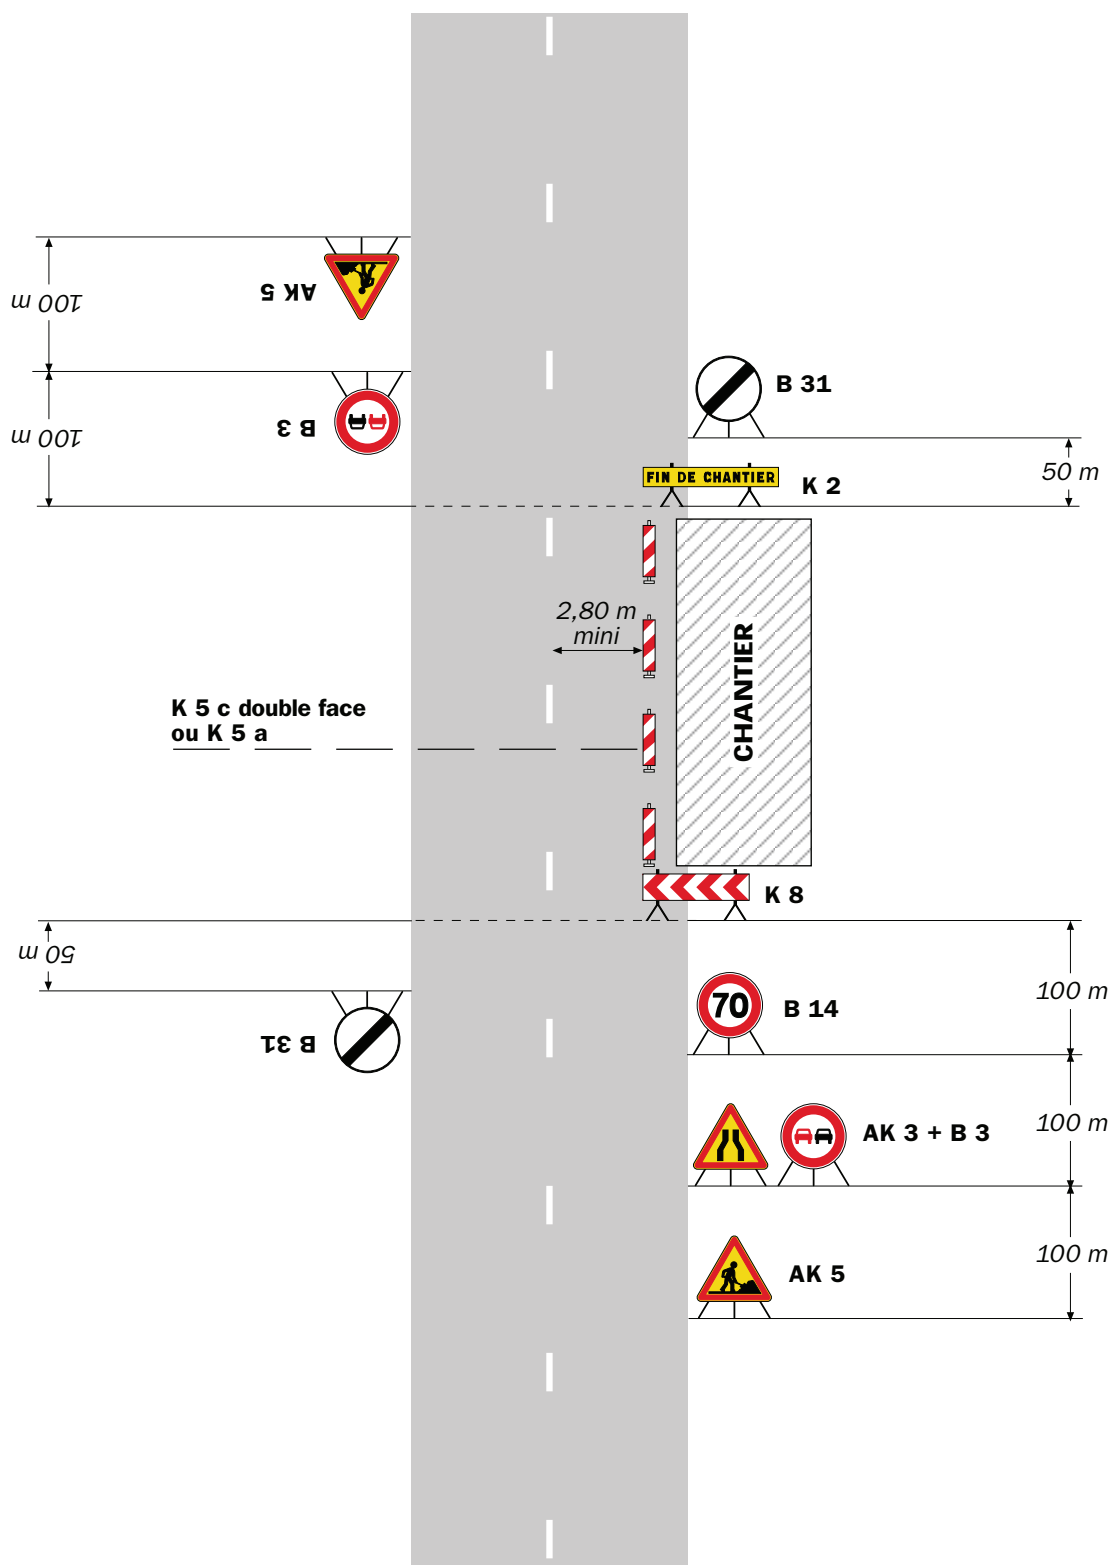 AK 5
100 m
B 3
100 m
B 31
50 m
FIN DE CHANTIER
K 2
2,80 m
mini
CHANTIER
K 5 c double face
ou K 5 a
K 8
50 m
B 31
100 m
70
B 14
100 m
AK 3 + B 3
100 m
AK 5